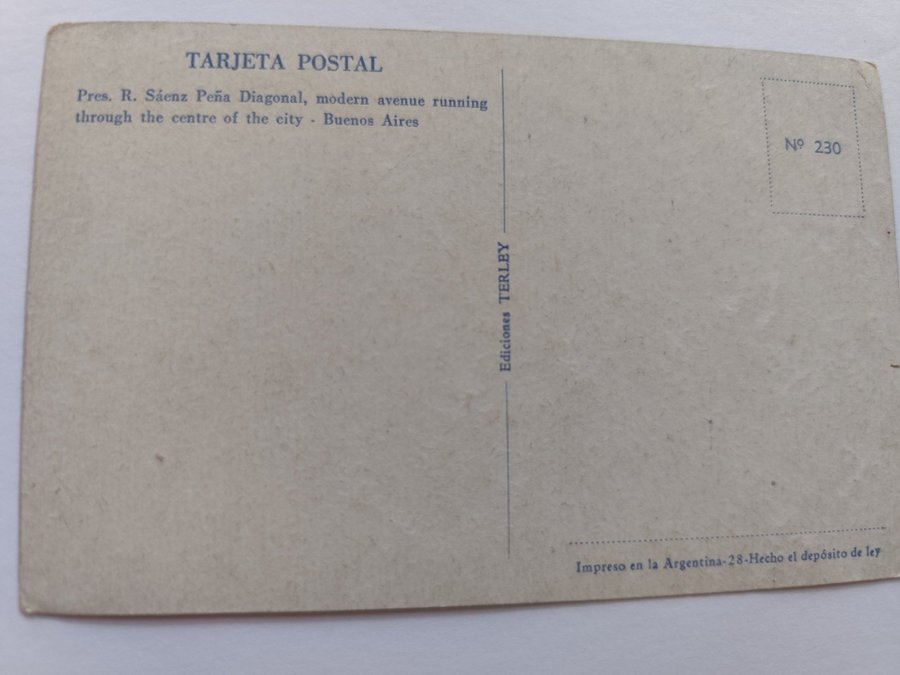 TARJETA POSTAL
Pres. R. Sáenz Peña Diagonal, modern avenue running
through the centre of the city - Buenos Aires
Nº 230
Ediciones TERLEY
Impreso en la Argentina-28-Hecho el depósito de ley